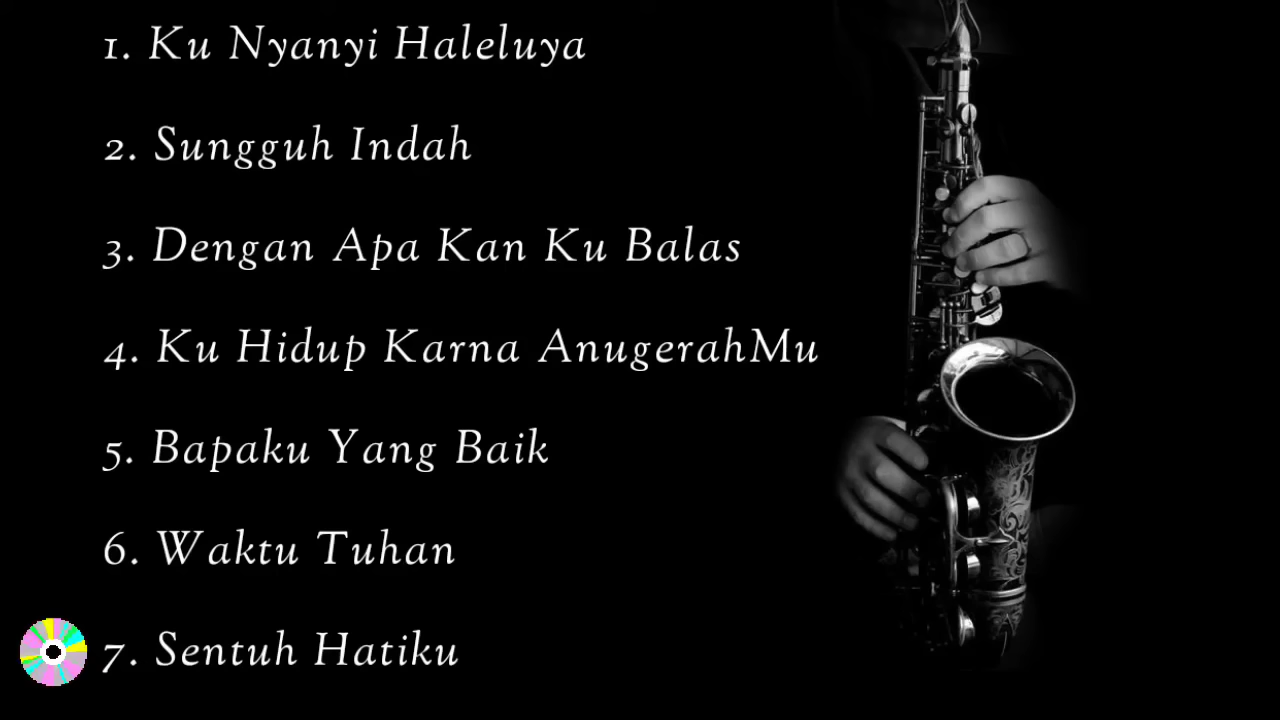 1. Ku Nyanyi Haleluya
2. Sungguh Indah
3. Dengan Apa Kan Ku Balas
4. Ku Hidup Karna AnugerahMu
5. Bapaku Yang Baik
6. Waktu Tuhan
7. Sentuh Hatiku